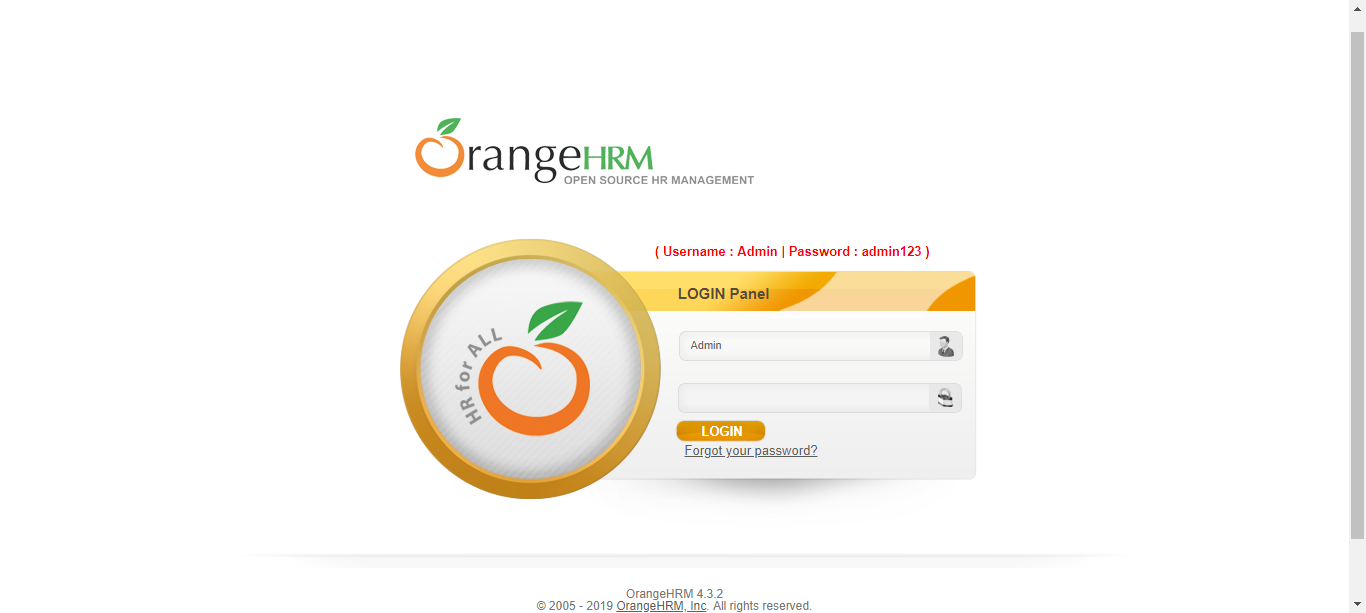 OrangeHRM
OPEN SOURCE HR MANAGEMENT
( Username : Admin | Password : admin123 )
LOGIN Panel
HR for ALL
Admin
LOGIN
Forgot your password?
OrangeHRM 4.3.2
© 2005 - 2019 OrangeHRM, Inc. All rights reserved.